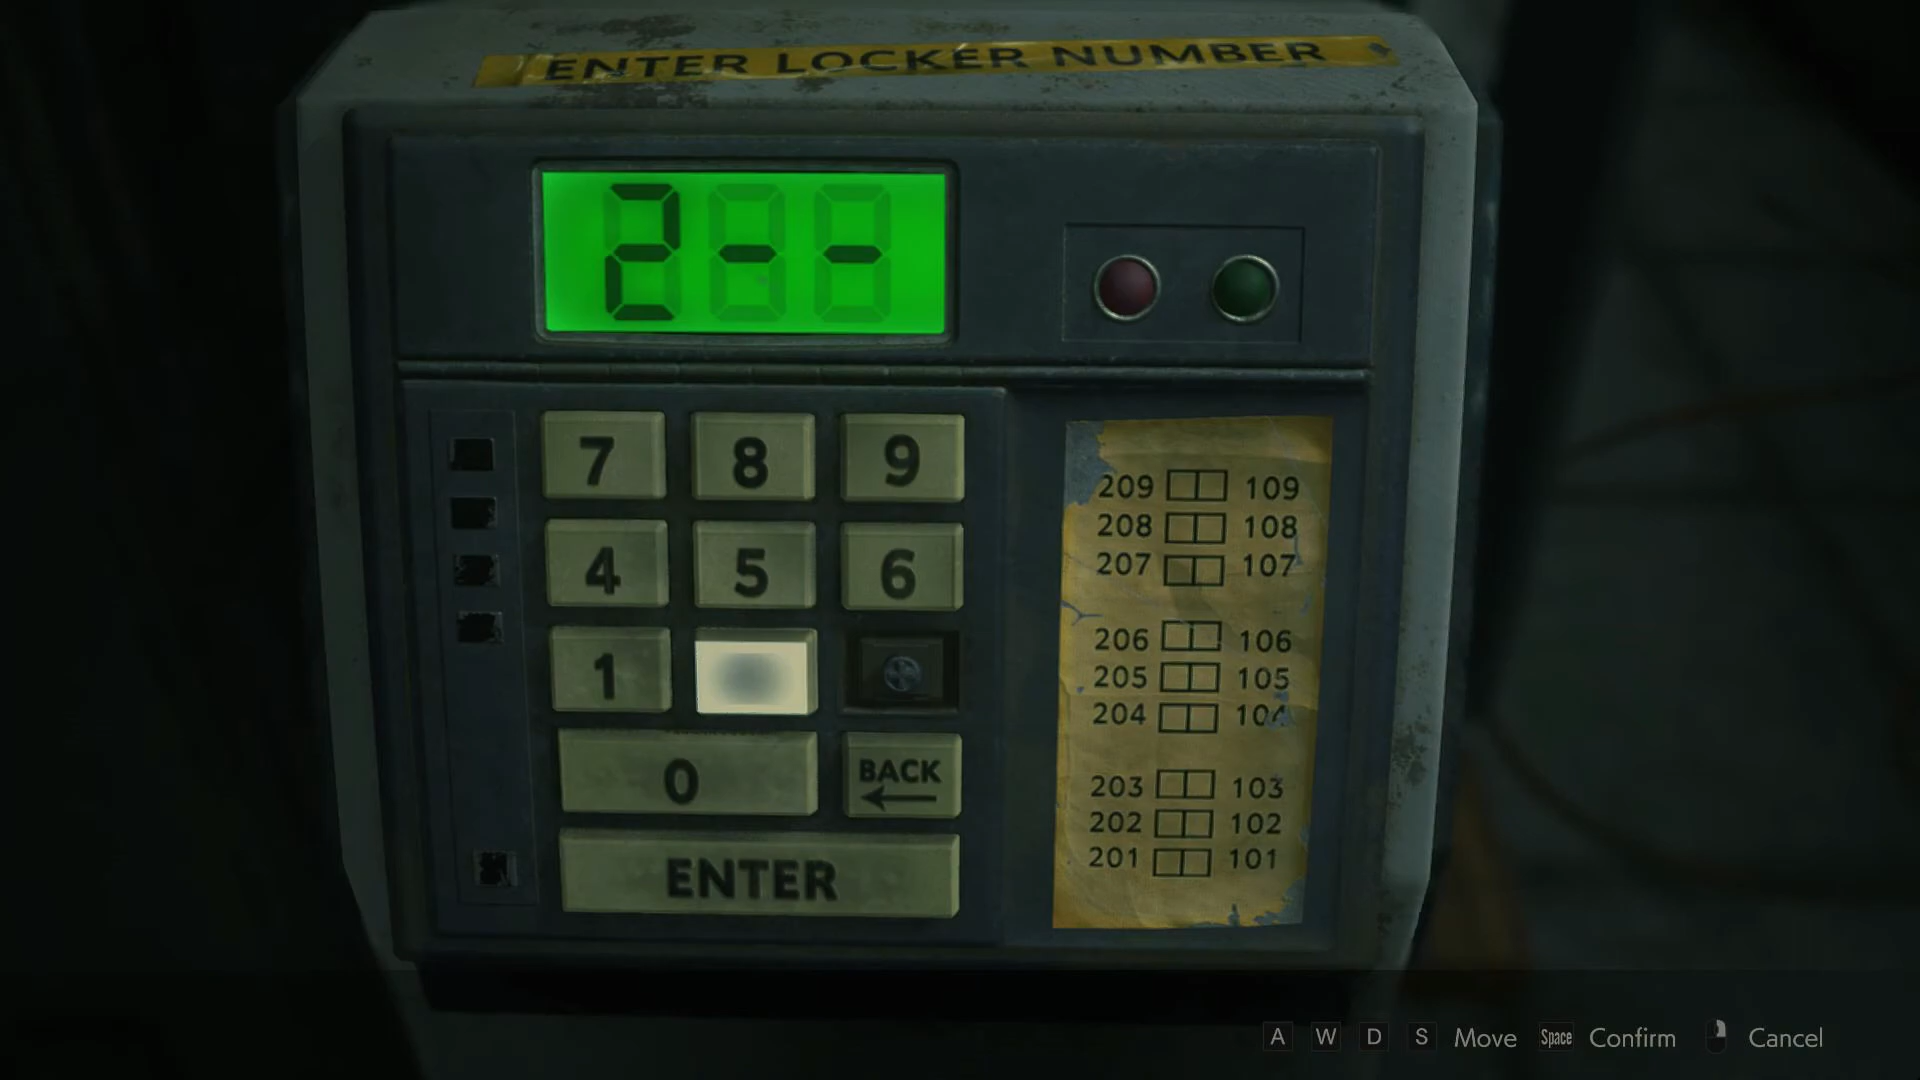 ENTER LOCKER NUMBER
2--
7 8 9
4 5 6
1
0 BACK
ENTER
209 109
208 108
207 107
206 106
205 105
204 104
203 103
202 102
201 101
A W D S Move Space Confirm Cancel